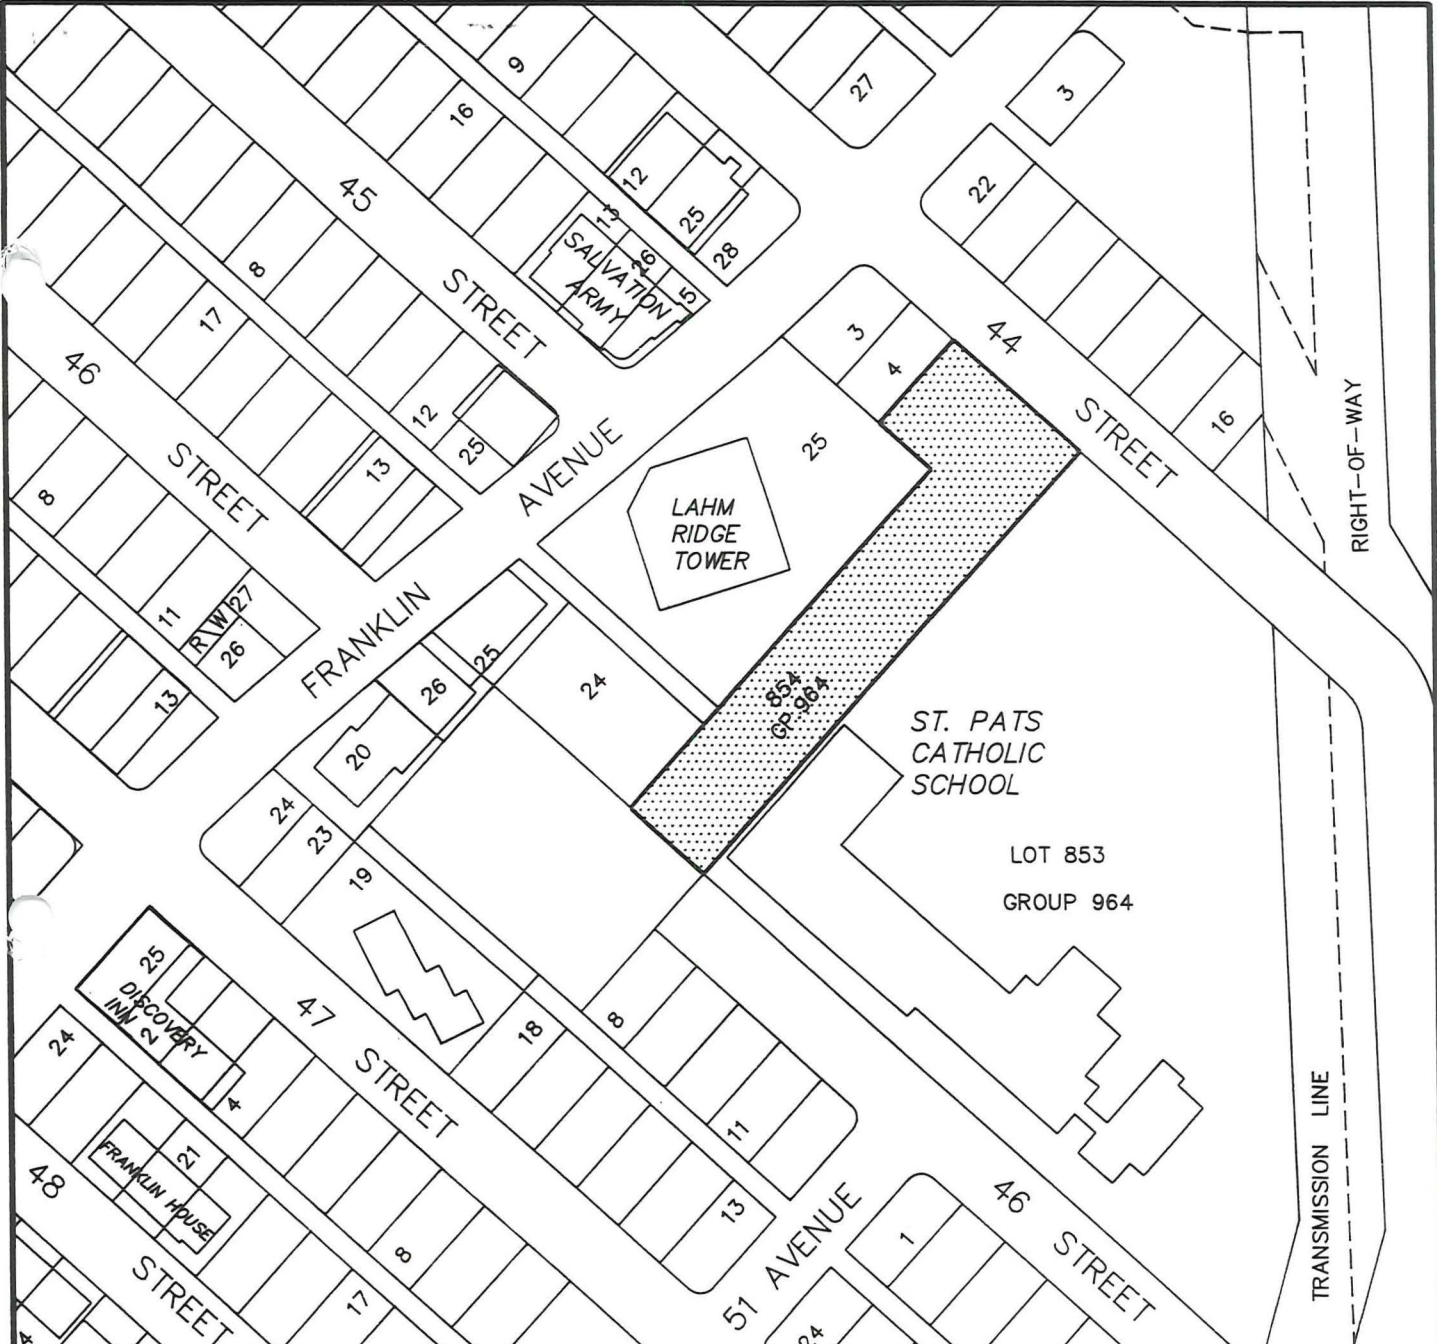 9
16
27
3
45
12
13
25
22
28
SALVATION
ARMY
26
5
8
17
STREET
46
3
4
44
STREET
16
12
25
AVENUE
25
LAHM
RIDGE
TOWER
RIGHT-OF-WAY
13
STREET
8
11
R\W
27
26
FRANKLIN
25
26
24
854
GP.964
13
20
ST. PATS
CATHOLIC
SCHOOL
24
23
19
LOT 853
GROUP 964
25
DISCOVERY
INN
2
24
4
47
STREET
18
8
11
21
FRANKLIN HOUSE
48
STREET
8
17
13
51 AVENUE
46
STREET
1
24
4
TRANSMISSION LINE